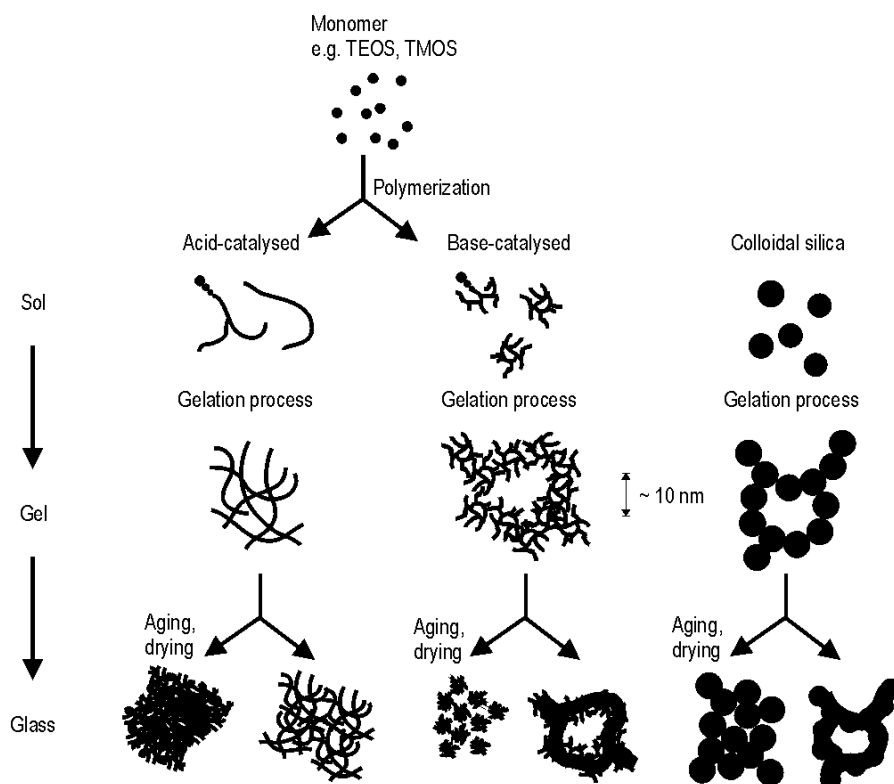 Monomer
e.g. TEOS, TMOS
Polymerization
Acid-catalysed
Base-catalysed
Colloidal silica
Sol
Gelation process
Gelation process
Gelation process
~ 10 nm
Gel
Aging,
drying
Aging,
drying
Aging,
drying
Glass